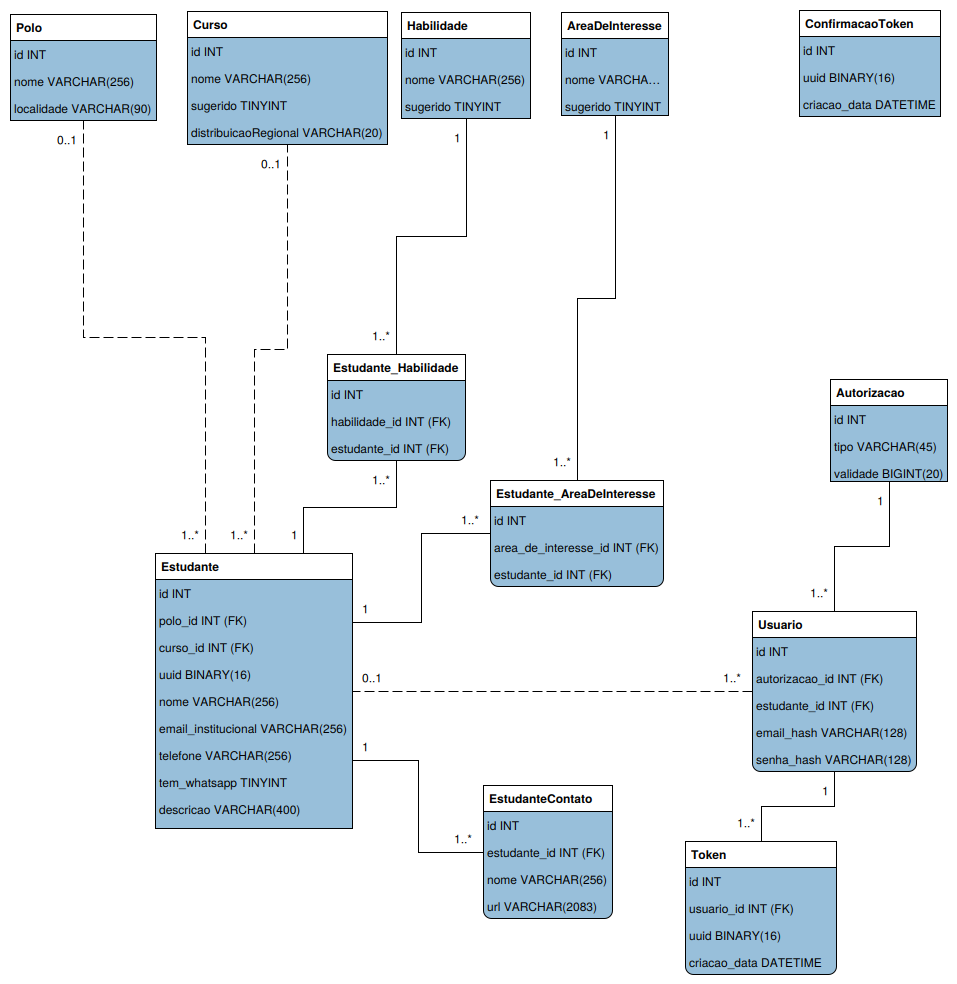 Polo
id INT
nome VARCHAR(256)
localidade VARCHAR(90)
0..1
Curso
id INT
nome VARCHAR(256)
sugerido TINYINT
distribuicaoRegional VARCHAR(20)
0..1
Habilidade
id INT
nome VARCHAR(256)
sugerido TINYINT
1
AreaDeInteresse
id INT
nome VARCHA...
sugerido TINYINT
1
ConfirmacaoToken
id INT
uuid BINARY(16)
criacao_data DATETIME
1..*
Estudante_Habilidade
id INT
habilidade_id INT (FK)
estudante_id INT (FK)
1..*
1..*
Estudante_AreaDeInteresse
id INT
area_de_interesse_id INT (FK)
estudante_id INT (FK)
1..*
Autorizacao
id INT
tipo VARCHAR(45)
validade BIGINT(20)
1
1..*
1..*
1
Estudante
id INT
polo_id INT (FK)
curso_id INT (FK)
uuid BINARY(16)
nome VARCHAR(256)
email_institucional VARCHAR(256)
telefone VARCHAR(256)
tem_whatsapp TINYINT
descricao VARCHAR(400)
1
0..1
1
1..*
1..*
Usuario
id INT
autorizacao_id INT (FK)
estudante_id INT (FK)
email_hash VARCHAR(128)
senha_hash VARCHAR(128)
1
1..*
EstudanteContato
id INT
estudante_id INT (FK)
nome VARCHAR(256)
url VARCHAR(2083)
1..*
Token
id INT
usuario_id INT (FK)
uuid BINARY(16)
criacao_data DATETIME